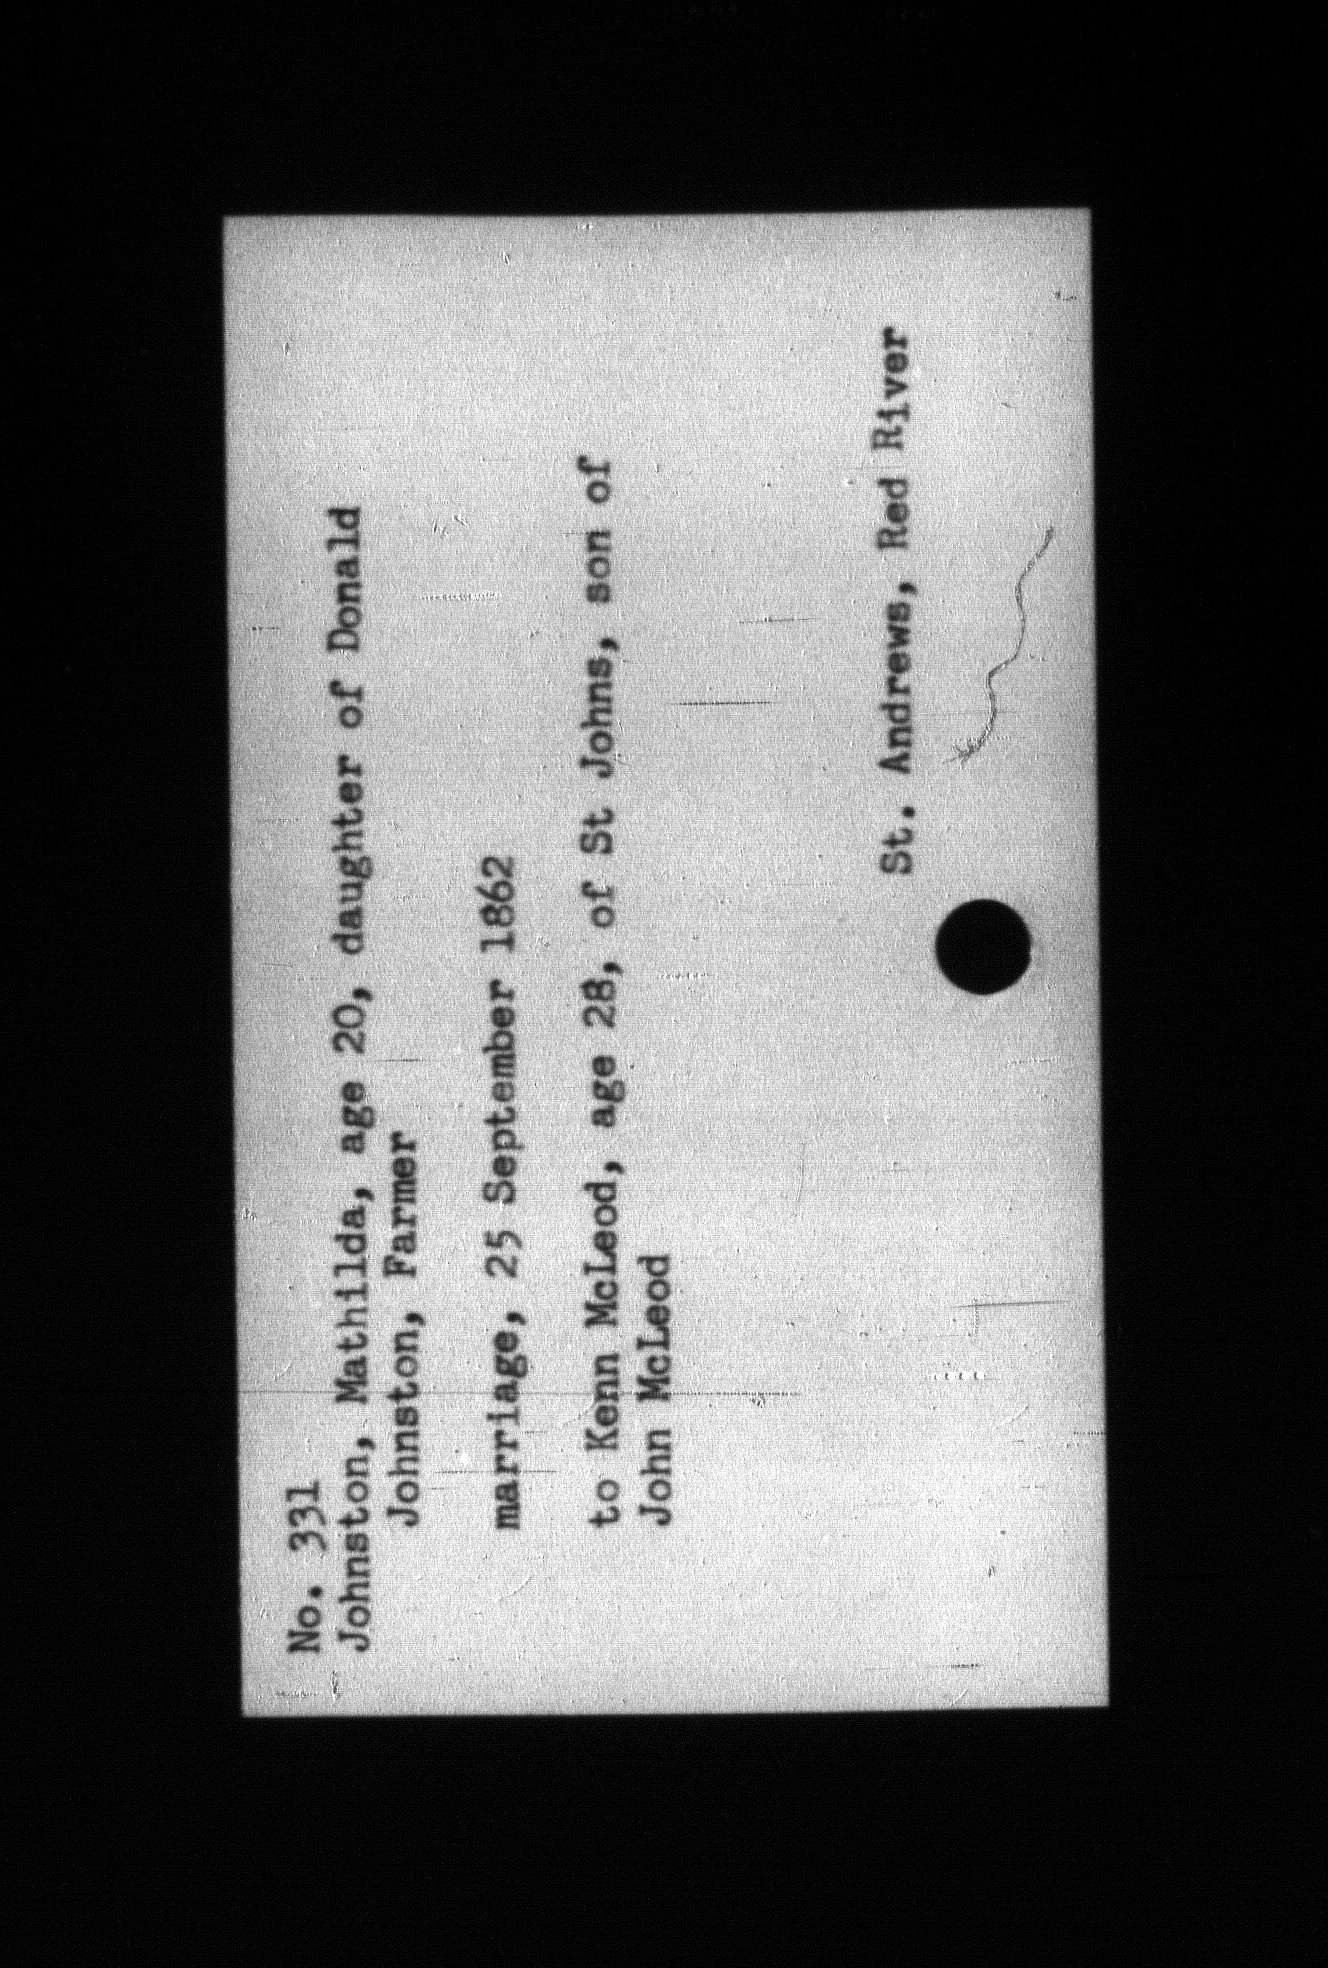 No. 331
Johnston, Mathilda, age 20, daughter of Donald
Johnston, Farmer
marriage, 25 September 1862
to Kenn McLeod, age 28, of St Johns, son of
John McLeod
St. Andrews, Red River